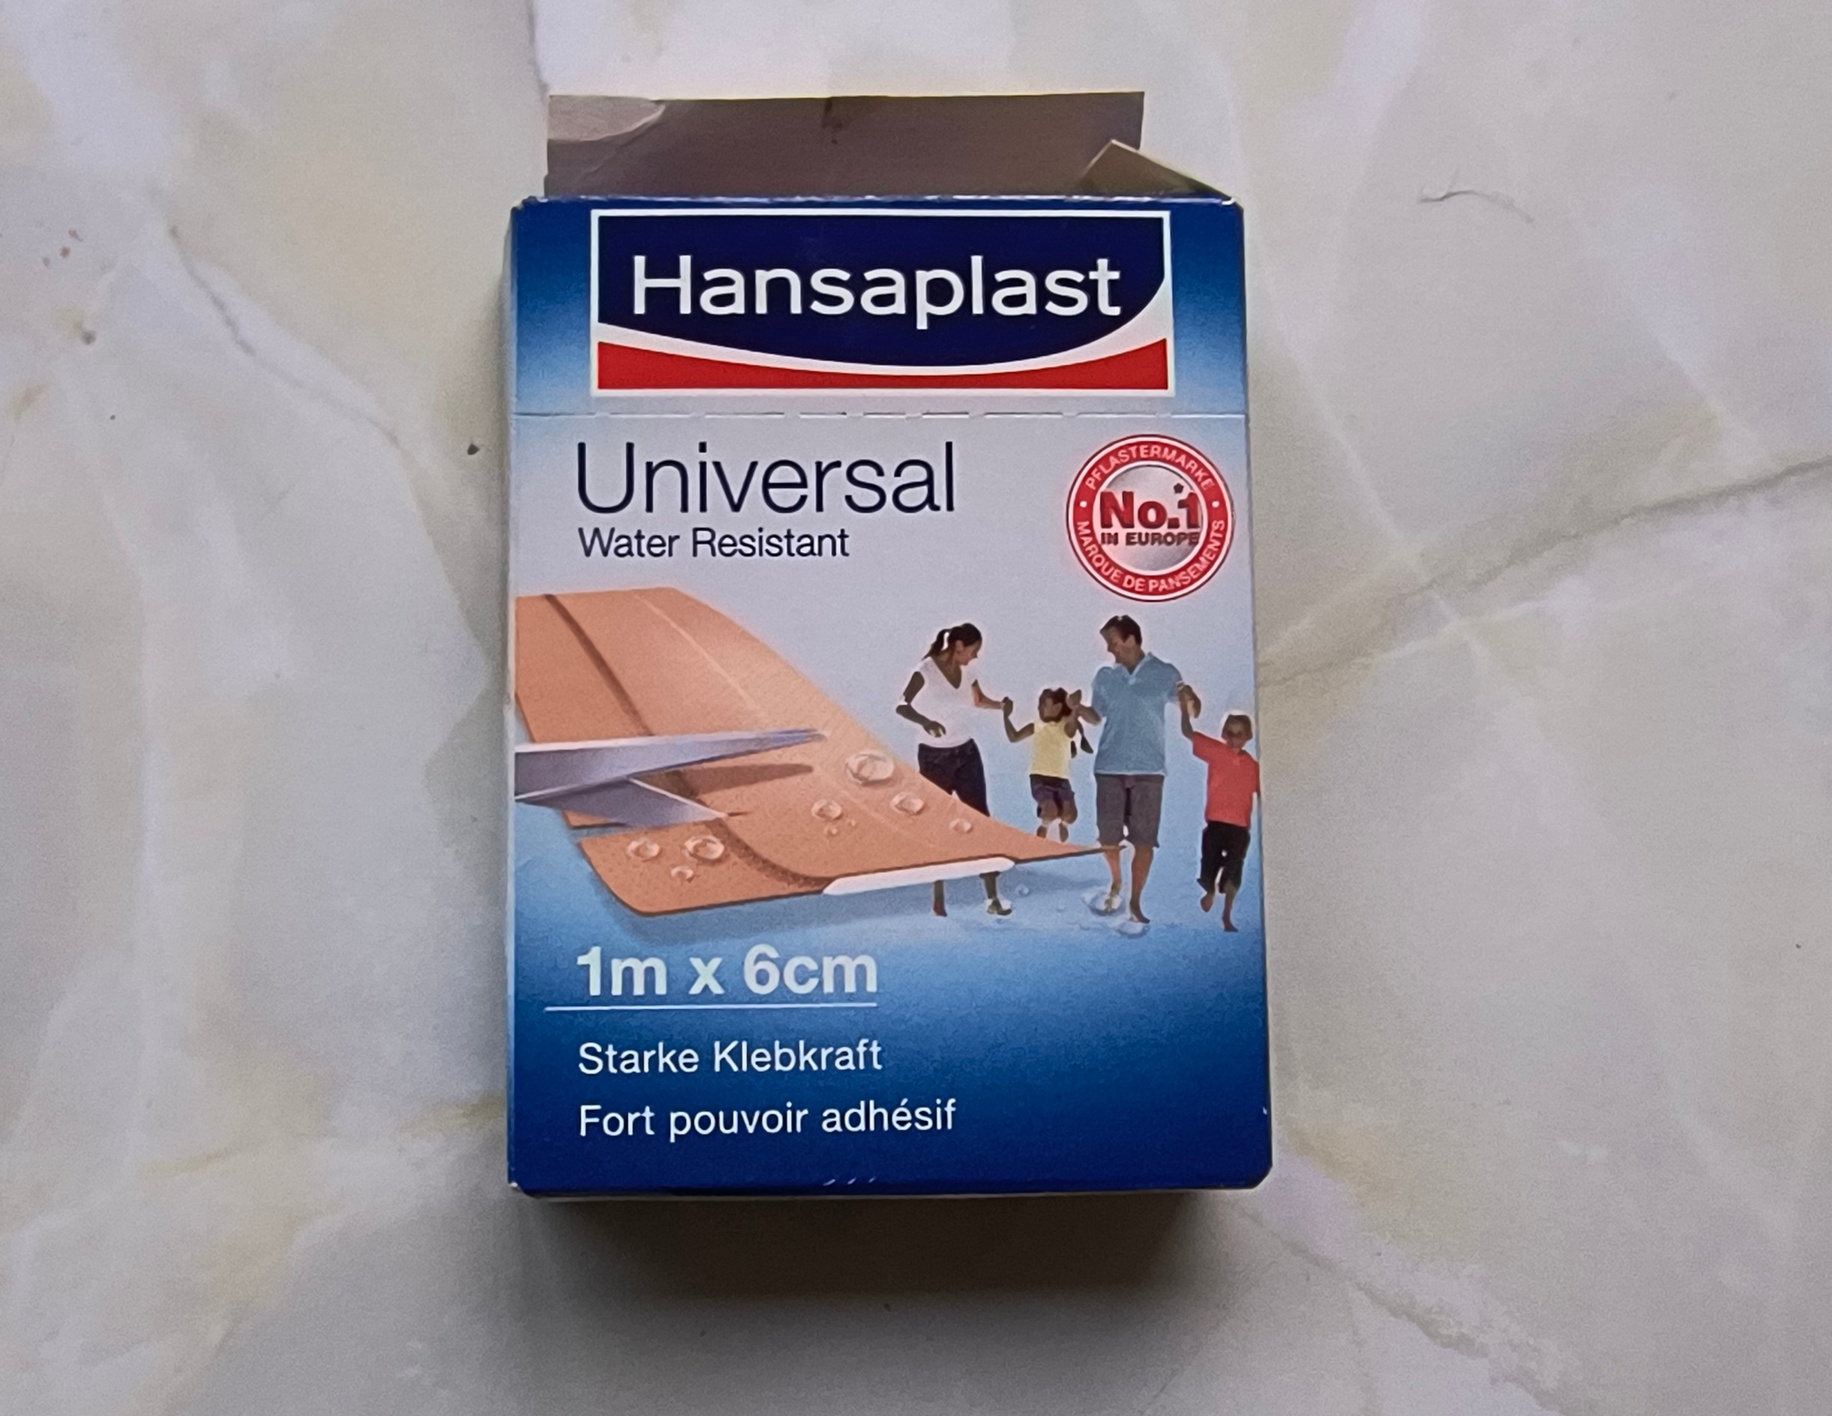 Hansaplast
Universal
Water Resistant
PFLASTERMARKE
No.1*
IN EUROPE
MARQUE DE PANSEMENTS
1m x 6cm
Starke Klebkraft
Fort pouvoir adhésif